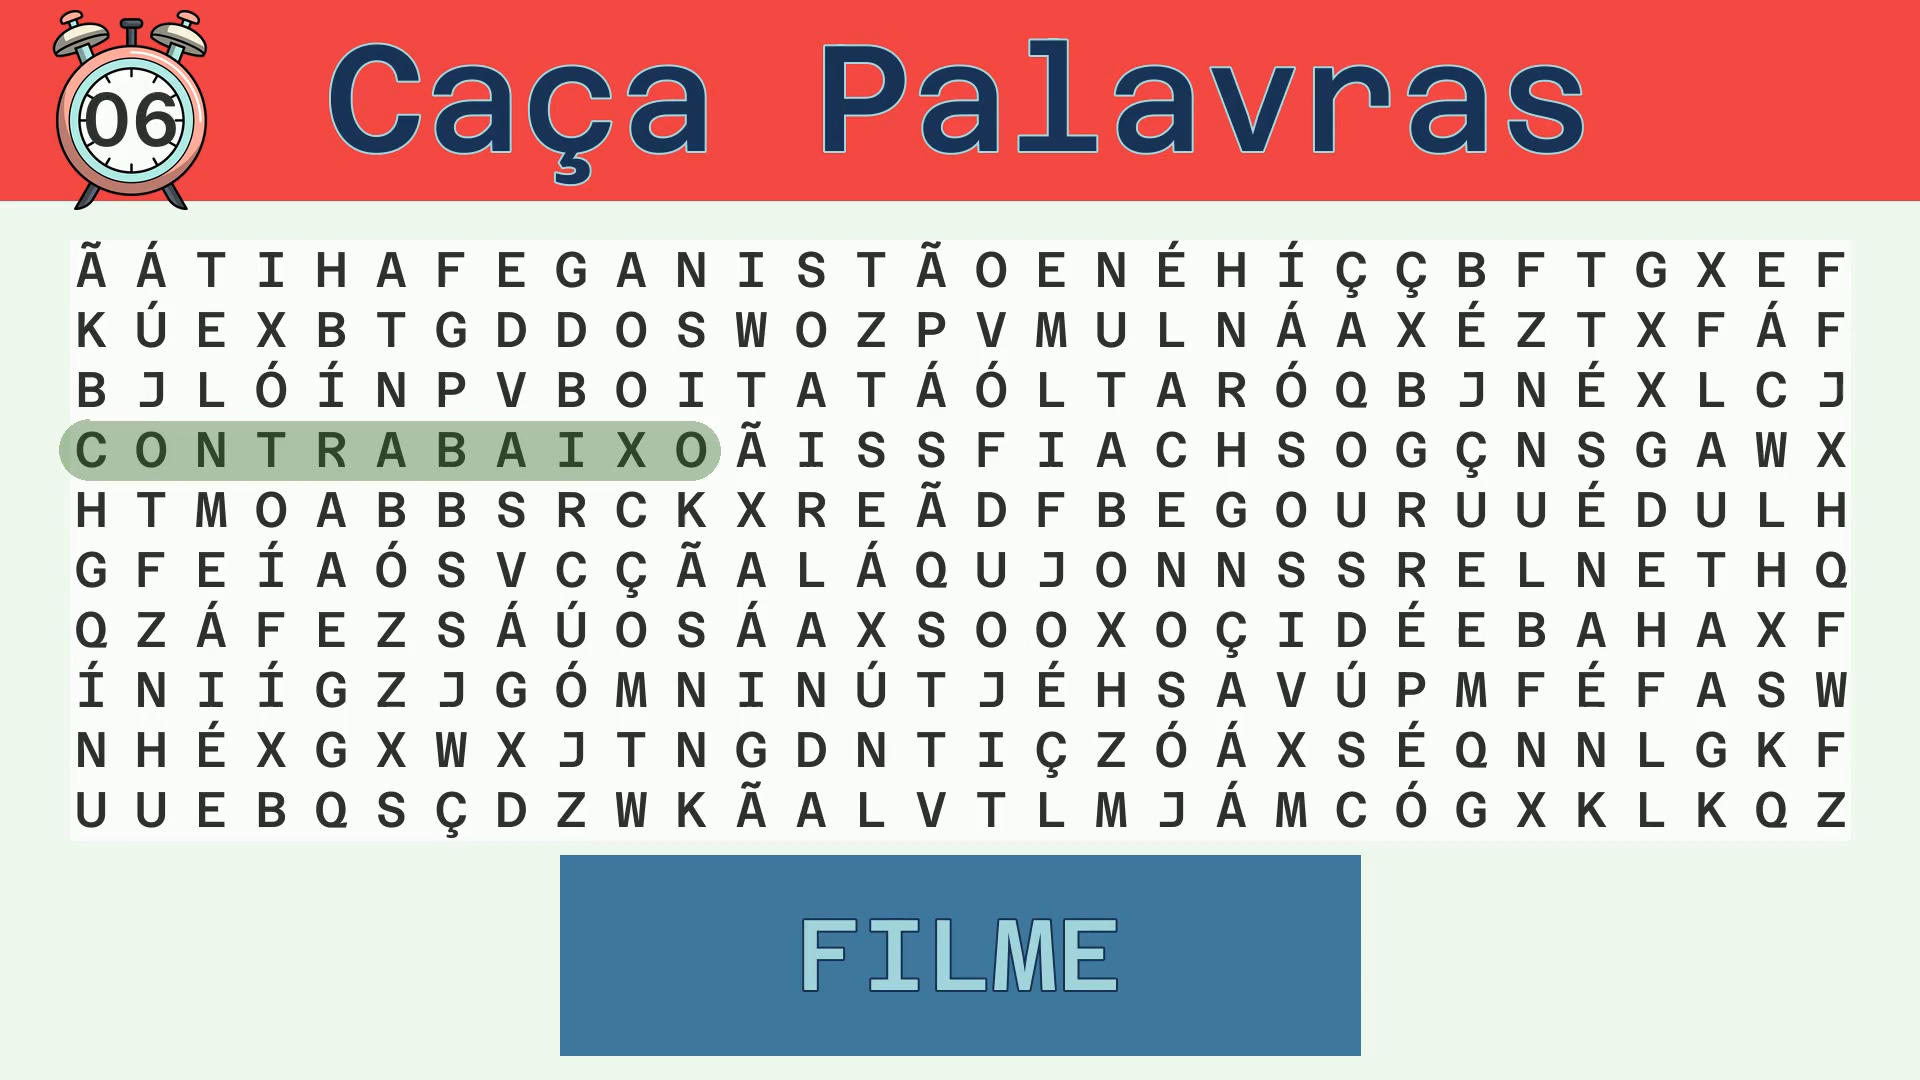 06
Caça Palavras
Ã Á T I H A F E G A N I S T Ã O E N É H Í Ç Ç B F T G X E F
K Ú E X B T G D D O S W O Z P V M U L N Á A X É Z T X F Á F
B J L Ó Í N P V B O I T A T Á Ó L T A R Ó Q B J N É X L C J
C O N T R A B A I X O Ã I S S F I A C H S O G Ç N S G A W X
H T M O A B B S R C K X R E Ã D F B E G O U R U U É D U L H
G F E Í A Ó S V C Ç Ã A L Á Q U J O N N S S R E L N E T H Q
Q Z Á F E Z S Á Ú O S Á A X S O O X O Ç I D É E B A H A X F
Í N I Í G Z J G Ó M N I N Ú T J É H S A V Ú P M F É F A S W
N H É X G X W X J T N G D N T I Ç Z Ó Á X S É Q N N L G K F
U U E B Q S Ç D Z W K Ã A L V T L M J Á M C Ó G X K L K Q Z
FILME